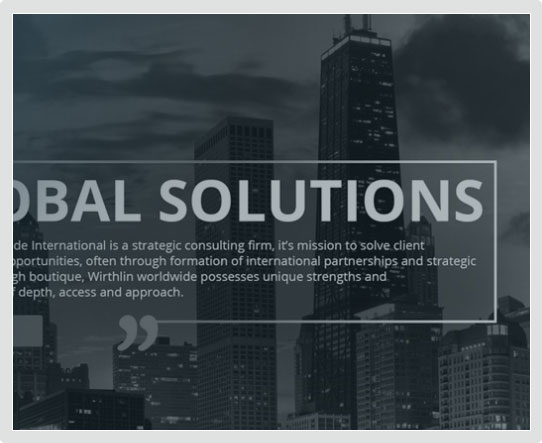 OBAL SOLUTIONS
de International is a strategic consulting firm, it's mission to solve client
pportunities, often through formation of international partnerships and strategic
gh boutique, Wirthlin worldwide possesses unique strengths and
f depth, access and approach.
”